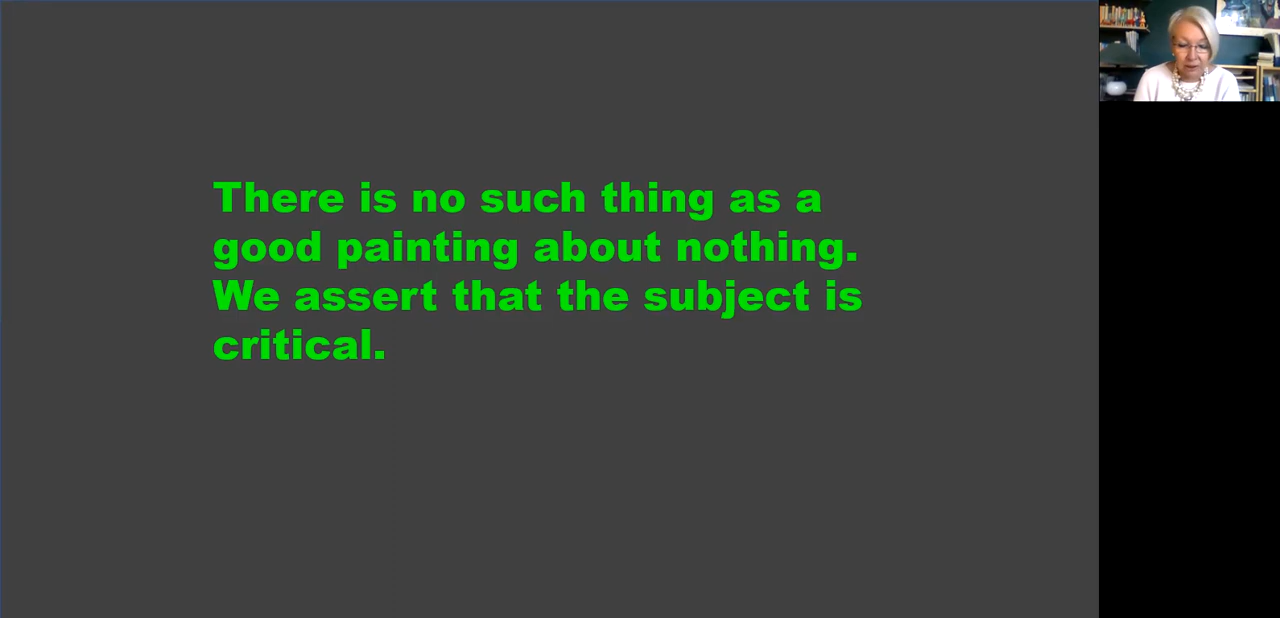 There is no such thing as a
good painting about nothing.
We assert that the subject is
critical.